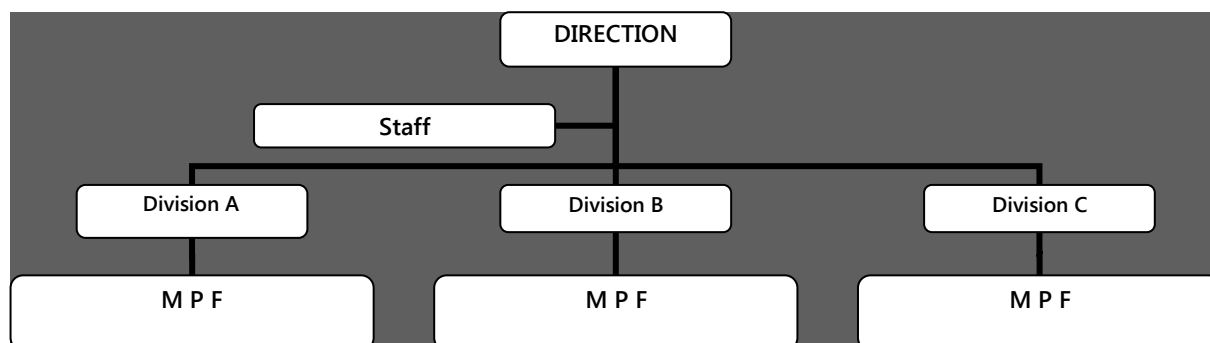 DIRECTION
Staff
Division A
Division B
Division C
M P F
M P F
M P F